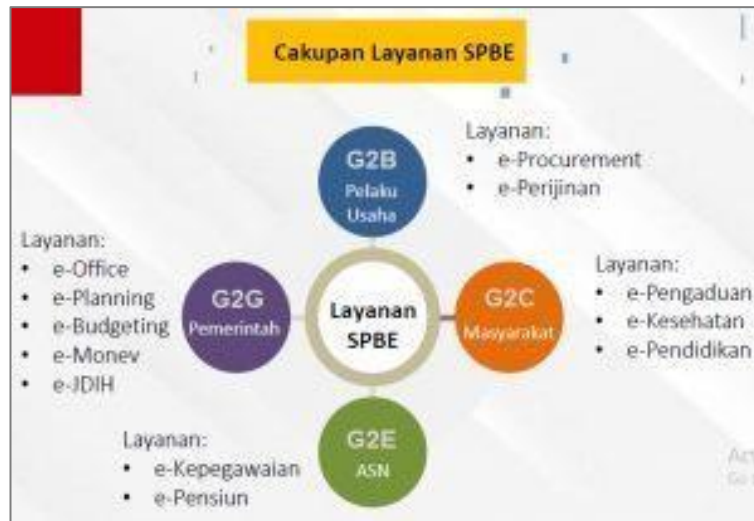 Cakupan Layanan SPBE
G2B
Pelaku
Usaha
Layanan:
• e-Procurement
• e-Perijinan
Layanan:
• e-Office
• e-Planning
• e-Budgeting
• e-Monev
• e-JDIH
G2G
Pemerintah
Layanan
SPBE
G2C
Masyarakat
Layanan:
• e-Pengaduan
• e-Kesehatan
• e-Pendidikan
G2E
ASN
Layanan:
• e-Kepegawaian
• e-Pensiun